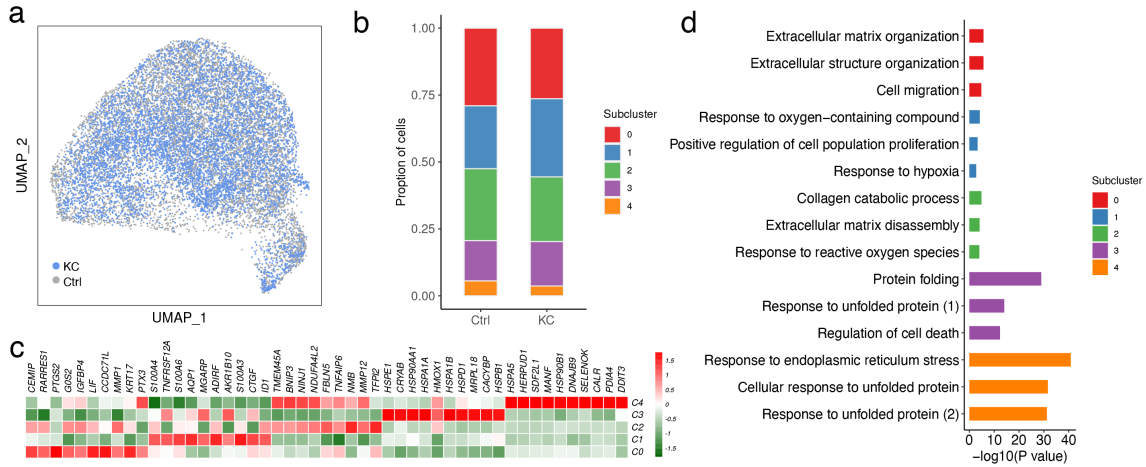 a
UMAP_2
KC
Ctrl
UMAP_1
b
Proption of cells
1.00
0.75
0.50
0.25
0.00
Ctrl
KC
Subcluster
0
1
2
3
4
c
CEMIP
RARRES1
PTGS2
G0S2
IGFBP4
LIF
CCDC71L
MMP1
KRT17
PTX3
S100A4
TNFRSF12A
S100A6
AQP1
MGARP
ADIRF
AKR1B10
S100A3
CTGF
ID1
TMEM45A
BNIP3
NINJ1
NDUFA4L2
FBLN5
TNFAIP6
NMB
MMP12
TFPI2
HSPE1
CRYAB
HSP90AA1
HSPA1A
HMOX1
HSPA1B
HSPD1
MRPL18
CACYBP
HSPB1
HSPA5
HERPUD1
SDF2L1
MANF
HSP90B1
DNAJB9
SELENOK
CALR
PDIA4
DDIT3
C4
C3
C2
C1
C0
1.5
1
0.5
0
-0.5
-1
-1.5
d
Extracellular matrix organization
Extracellular structure organization
Cell migration
Response to oxygen−containing compound
Positive regulation of cell population proliferation
Response to hypoxia
Collagen catabolic process
Extracellular matrix disassembly
Response to reactive oxygen species
Protein folding
Response to unfolded protein (1)
Regulation of cell death
Response to endoplasmic reticulum stress
Cellular response to unfolded protein
Response to unfolded protein (2)
0 10 20 30 40
−log10(P value)
Subcluster
0
1
2
3
4